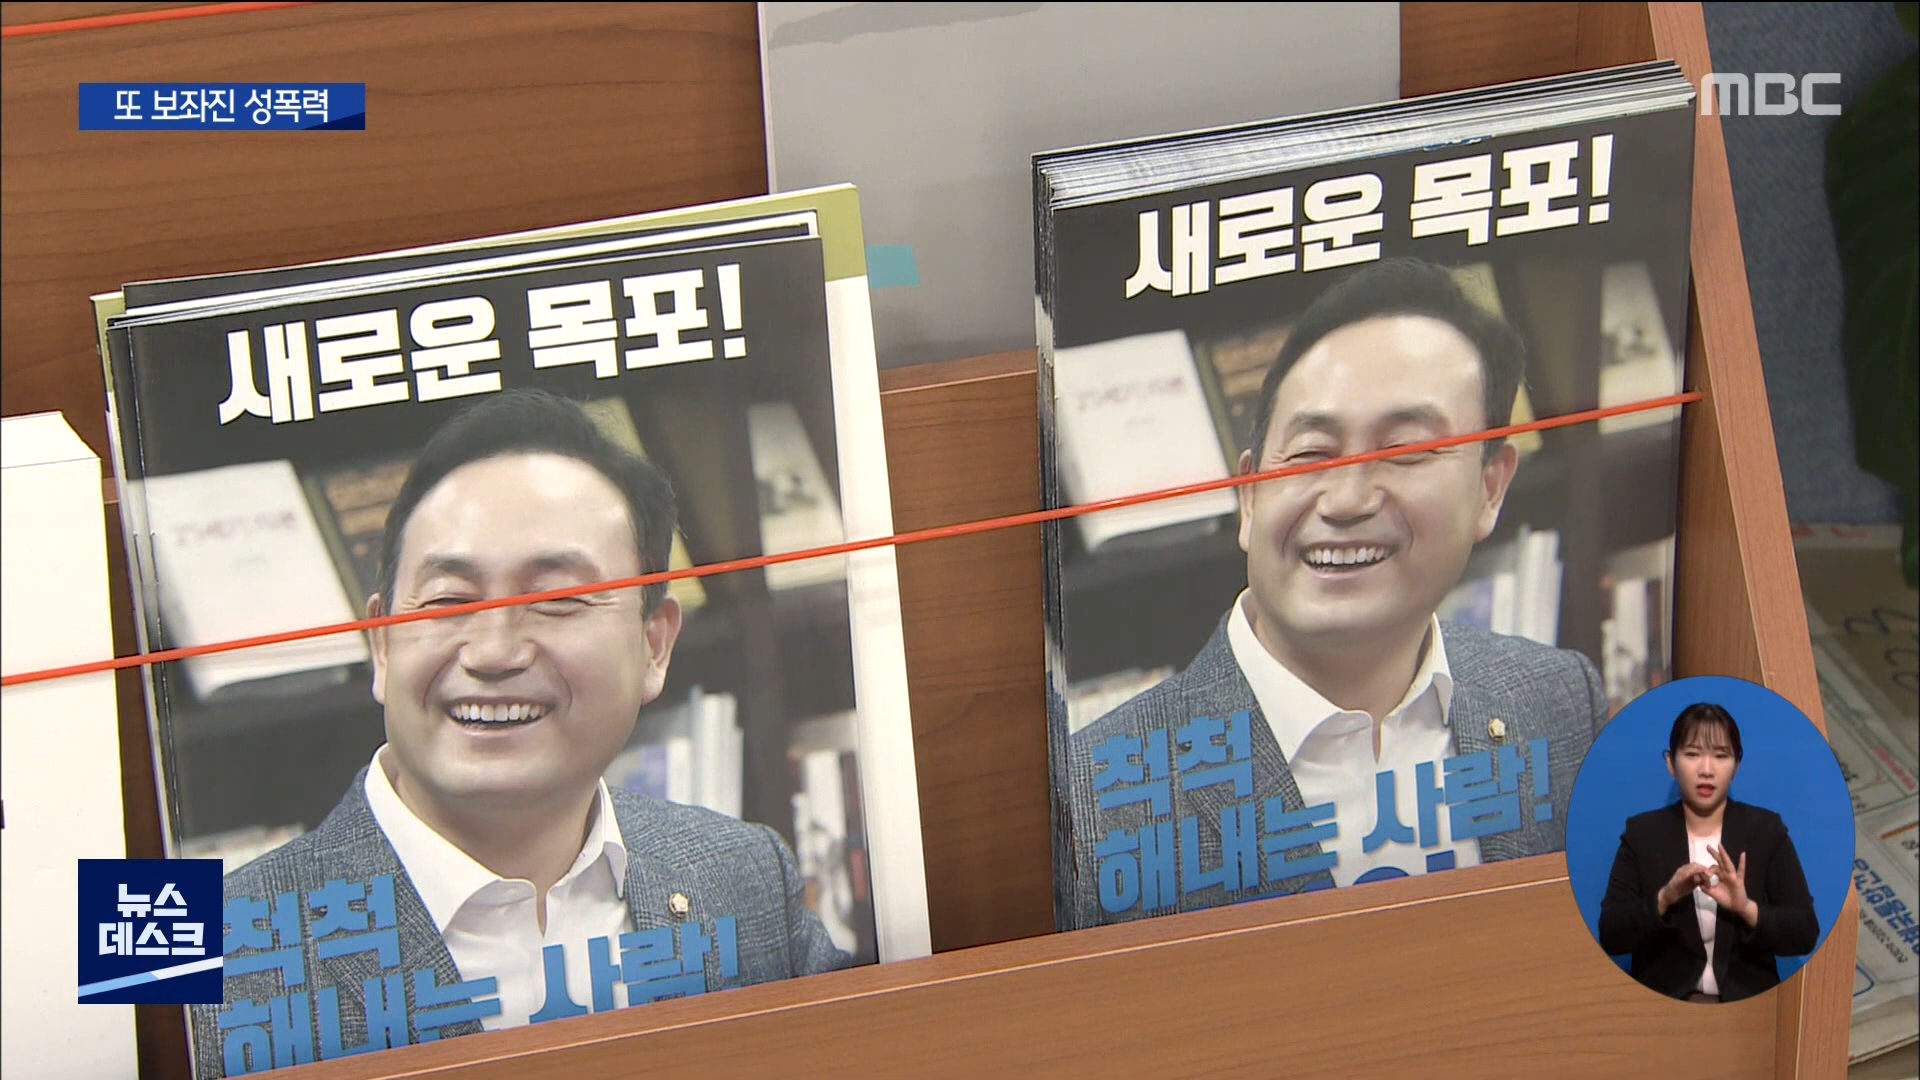 또 보좌진 성폭력
MBC
새로운 목포!
척척
해내는 사람!
새로운 목포!
척척
해내는 사람!
뉴스
데스크